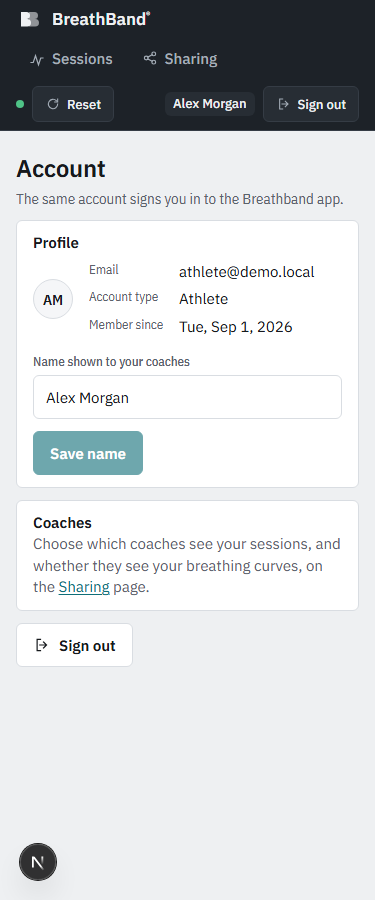 BreathBand®
Sessions
Sharing
Reset
Alex Morgan
Sign out
Account
The same account signs you in to the Breathband app.
Profile
AM
Email
athlete@demo.local
Account type
Athlete
Member since
Tue, Sep 1, 2026
Name shown to your coaches
Alex Morgan
Save name
Coaches
Choose which coaches see your sessions, and
whether they see your breathing curves, on
the Sharing page.
Sign out
N